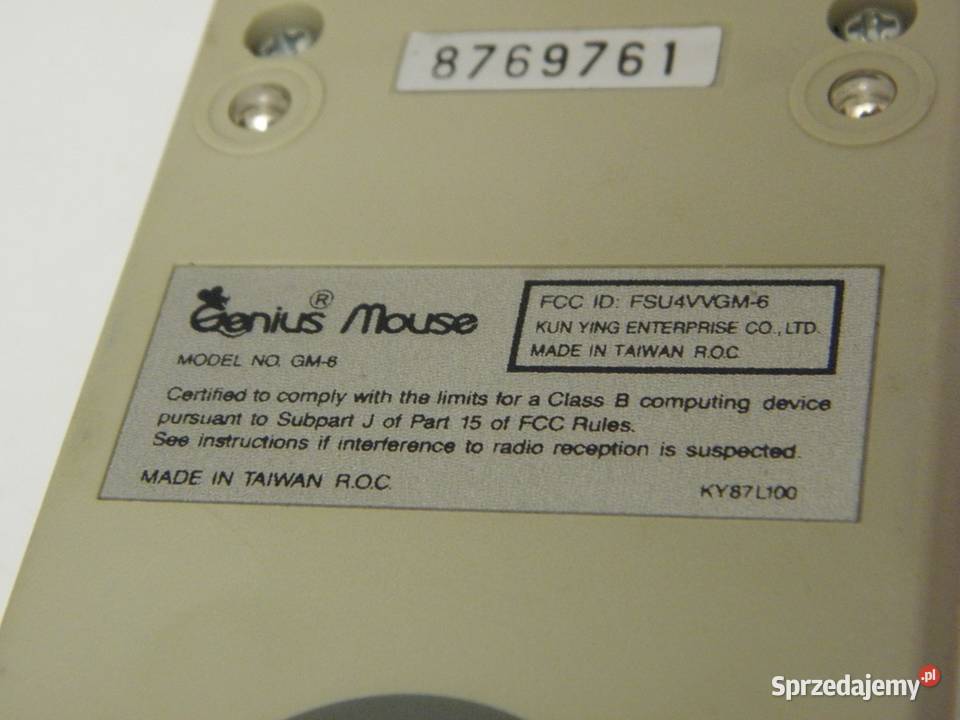 8769761
Genius® Mouse
MODEL NO. GM-6
FCC ID: FSU4VVGM-6
KUN YING ENTERPRISE CO., LTD.
MADE IN TAIWAN R.O.C.
Certified to comply with the limits for a Class B computing device
pursuant to Subpart J of Part 15 of FCC Rules.
See instructions if interference to radio reception is suspected.
MADE IN TAIWAN R.O.C.
KY87L100
Sprzedajemy.pl